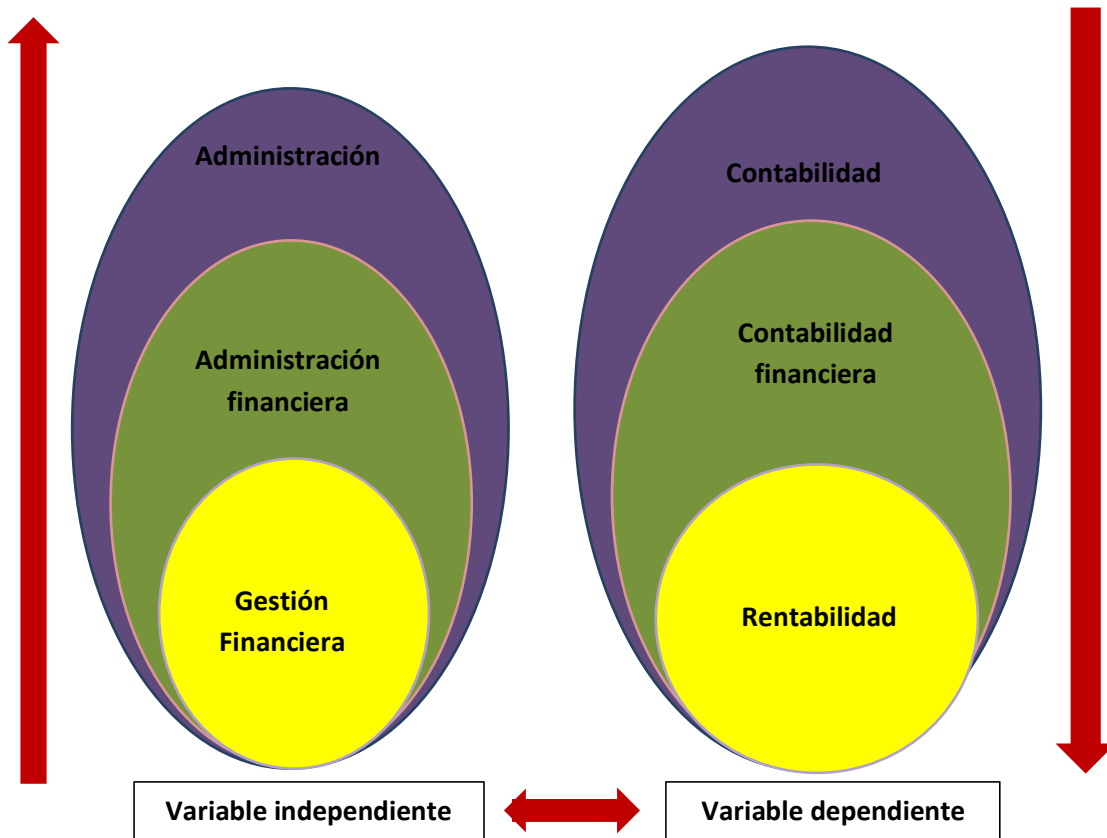 Administración
Administración
financiera
Gestión
Financiera
Contabilidad
Contabilidad
financiera
Rentabilidad
Variable independiente
Variable dependiente